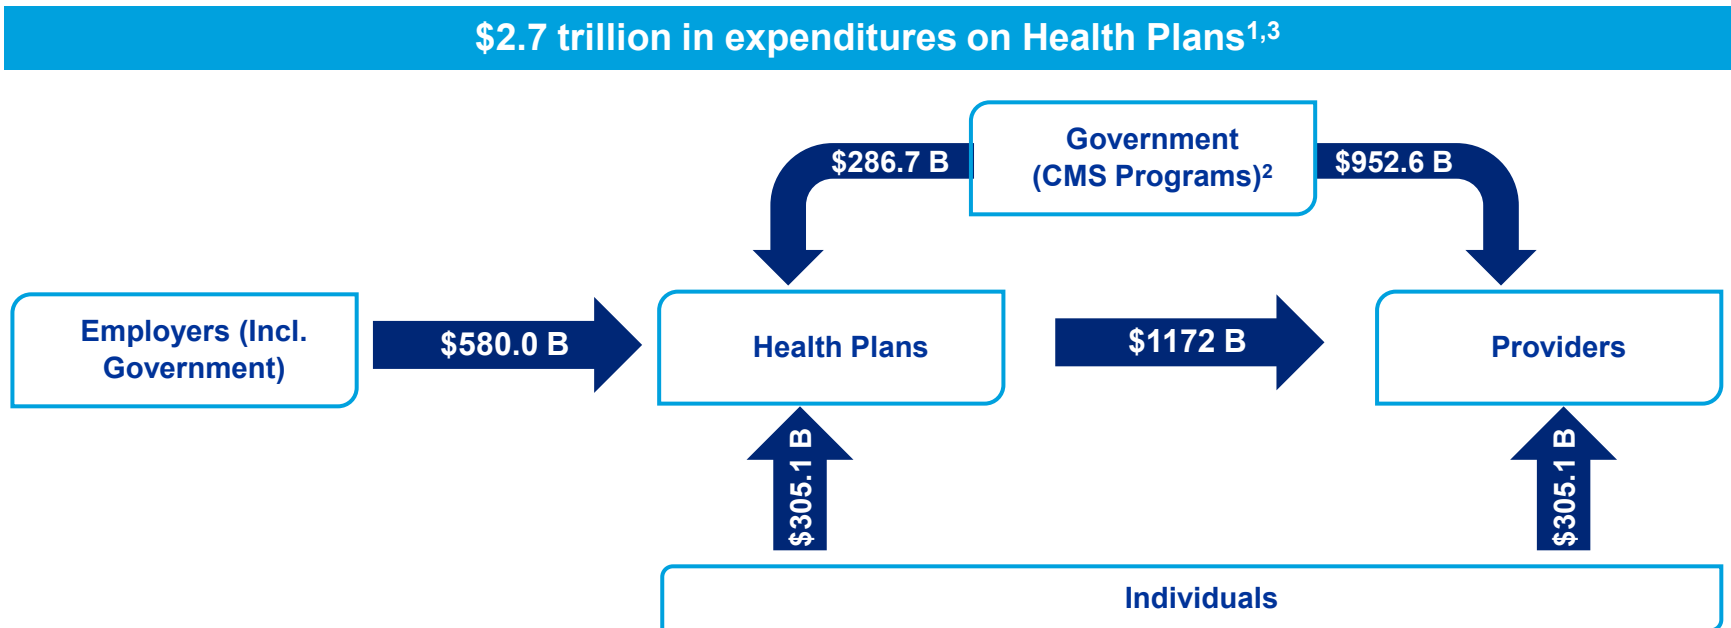 $2.7 trillion in expenditures on Health Plans1,3
Government
(CMS Programs)2
$286.7 B
$952.6 B
Employers (Incl.
Government)
$580.0 B
Health Plans
$1172 B
Providers
$305.1 B
$305.1 B
Individuals